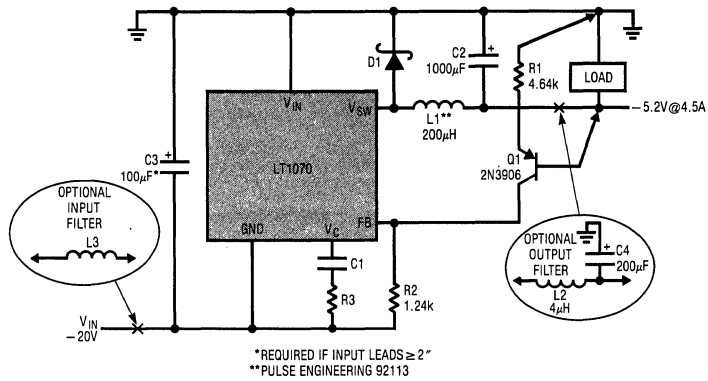 D1
C2
1000µF
+
R1
4.64k
LOAD
VIN
VSW
L1**
200µH
–5.2V@4.5A
C3
100µF*
+
LT1070
Q1
2N3906
OPTIONAL
INPUT
FILTER
L3
GND
VC
FB
C1
R3
R2
1.24k
OPTIONAL
OUTPUT
FILTER
+
C4
200µF
L2
4µH
VIN
–20V
*REQUIRED IF INPUT LEADS ≥ 2"
**PULSE ENGINEERING 92113